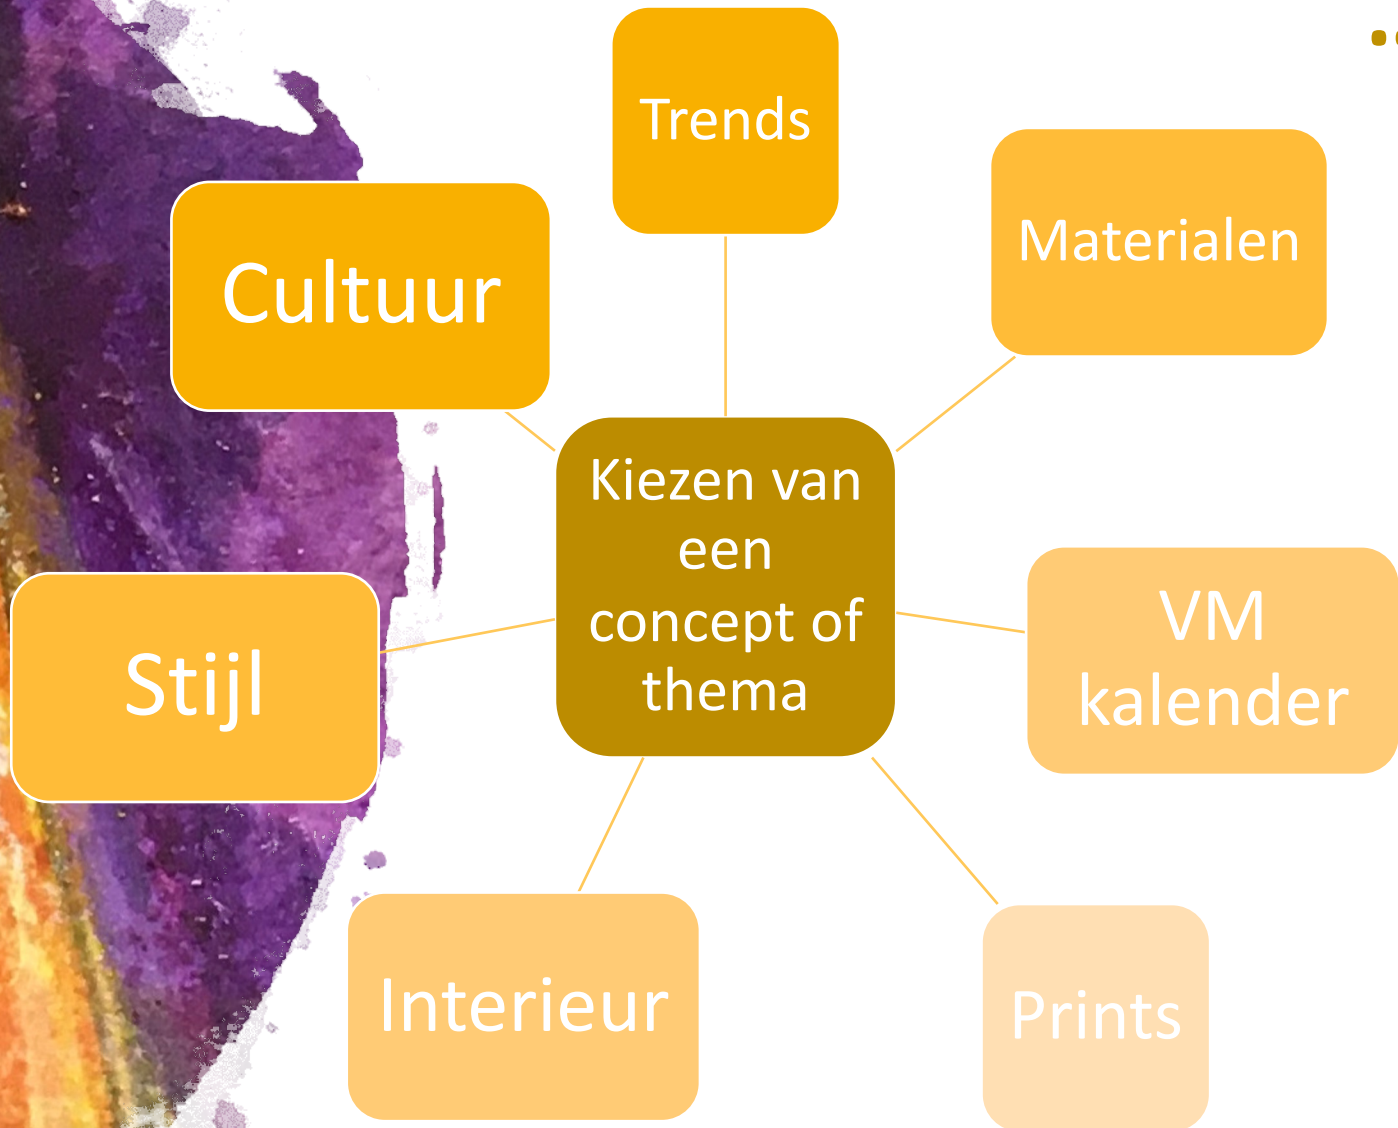 Trends
Materialen
Cultuur
Kiezen van
een
concept of
thema
VM
kalender
Stijl
Interieur
Prints